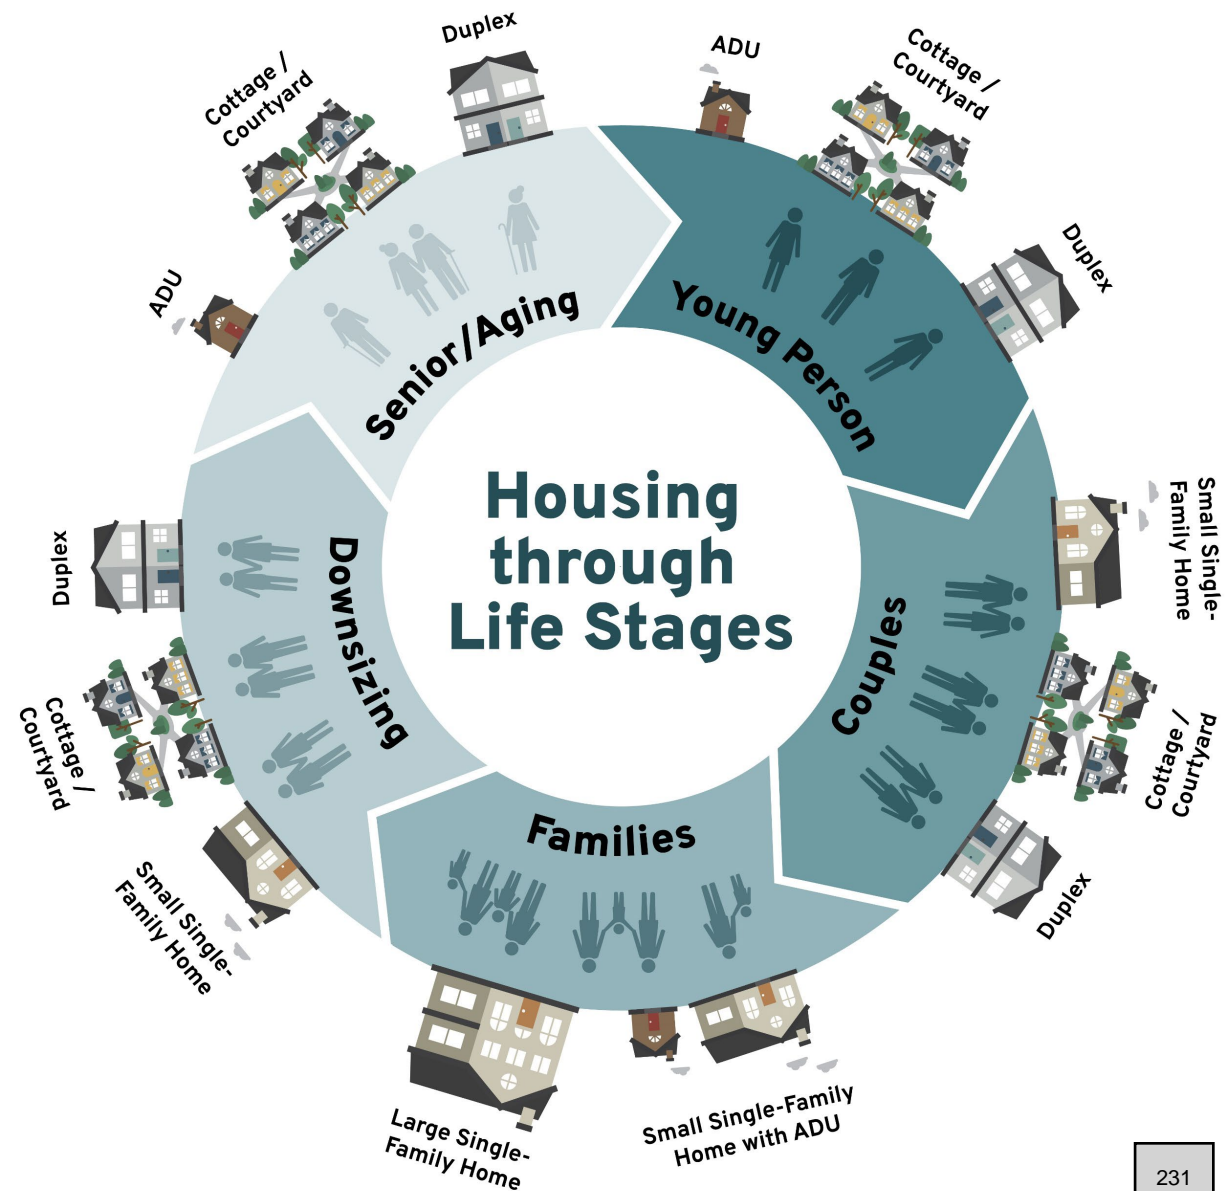 Housing
through
Life Stages
Young Person
ADU
Cottage /
Courtyard
Duplex
Couples
Small Single-
Family Home
Cottage /
Courtyard
Duplex
Families
Small Single-Family
Home with ADU
Large Single-
Family Home
Downsizing
Small Single-
Family Home
Cottage /
Courtyard
Duplex
Senior/Aging
ADU
Cottage /
Courtyard
Duplex
231